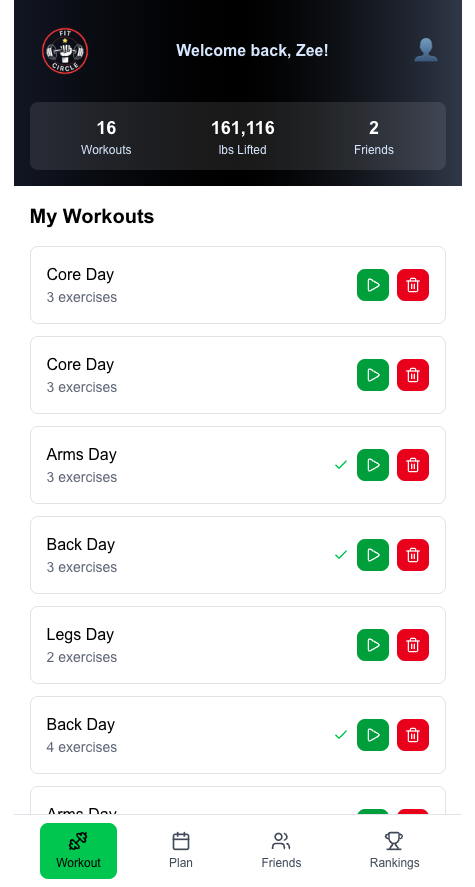 FIT
CIRCLE
Welcome back, Zee!
16
Workouts
161,116
lbs Lifted
2
Friends
My Workouts
Core Day
3 exercises
Core Day
3 exercises
Arms Day
3 exercises
Back Day
3 exercises
Legs Day
2 exercises
Back Day
4 exercises
Arms Day
Workout
Plan
Friends
Rankings